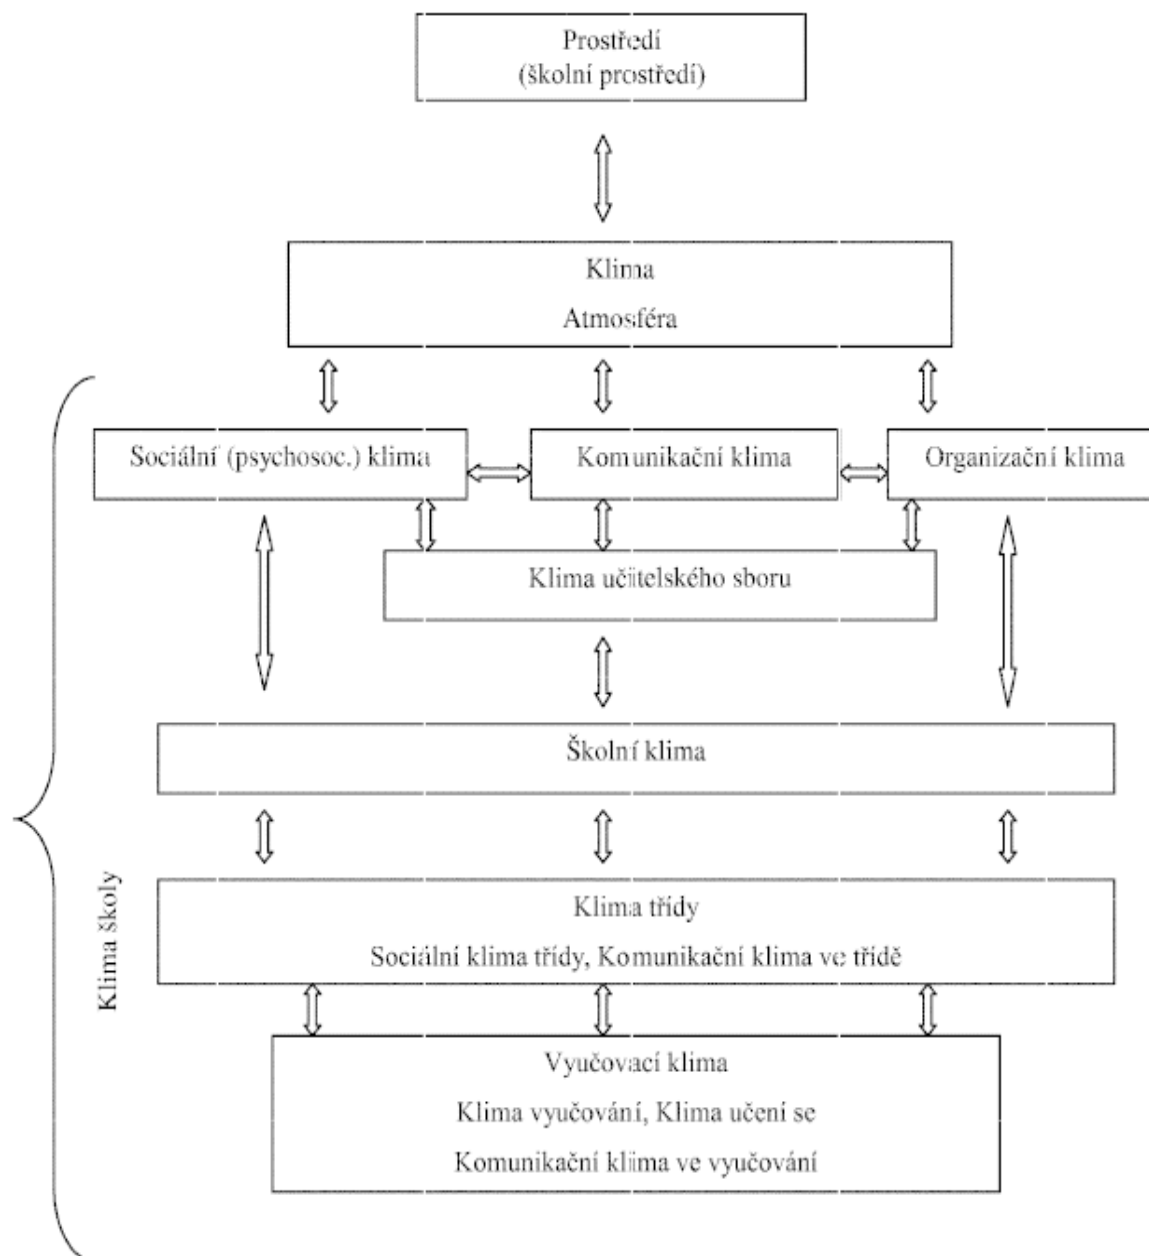 Prostředí
(školní prostředí)
Klima
Atmosféra
Sociální (psychosoc.) klima
Komunikační klima
Organizační klima
Klima učitelského sboru
Školní klima
Klima školy
Klima třídy
Sociální klima třídy, Komunikační klima ve třídě
Vyučovací klima
Klima vyučování, Klima učení se
Komunikační klima ve vyučování